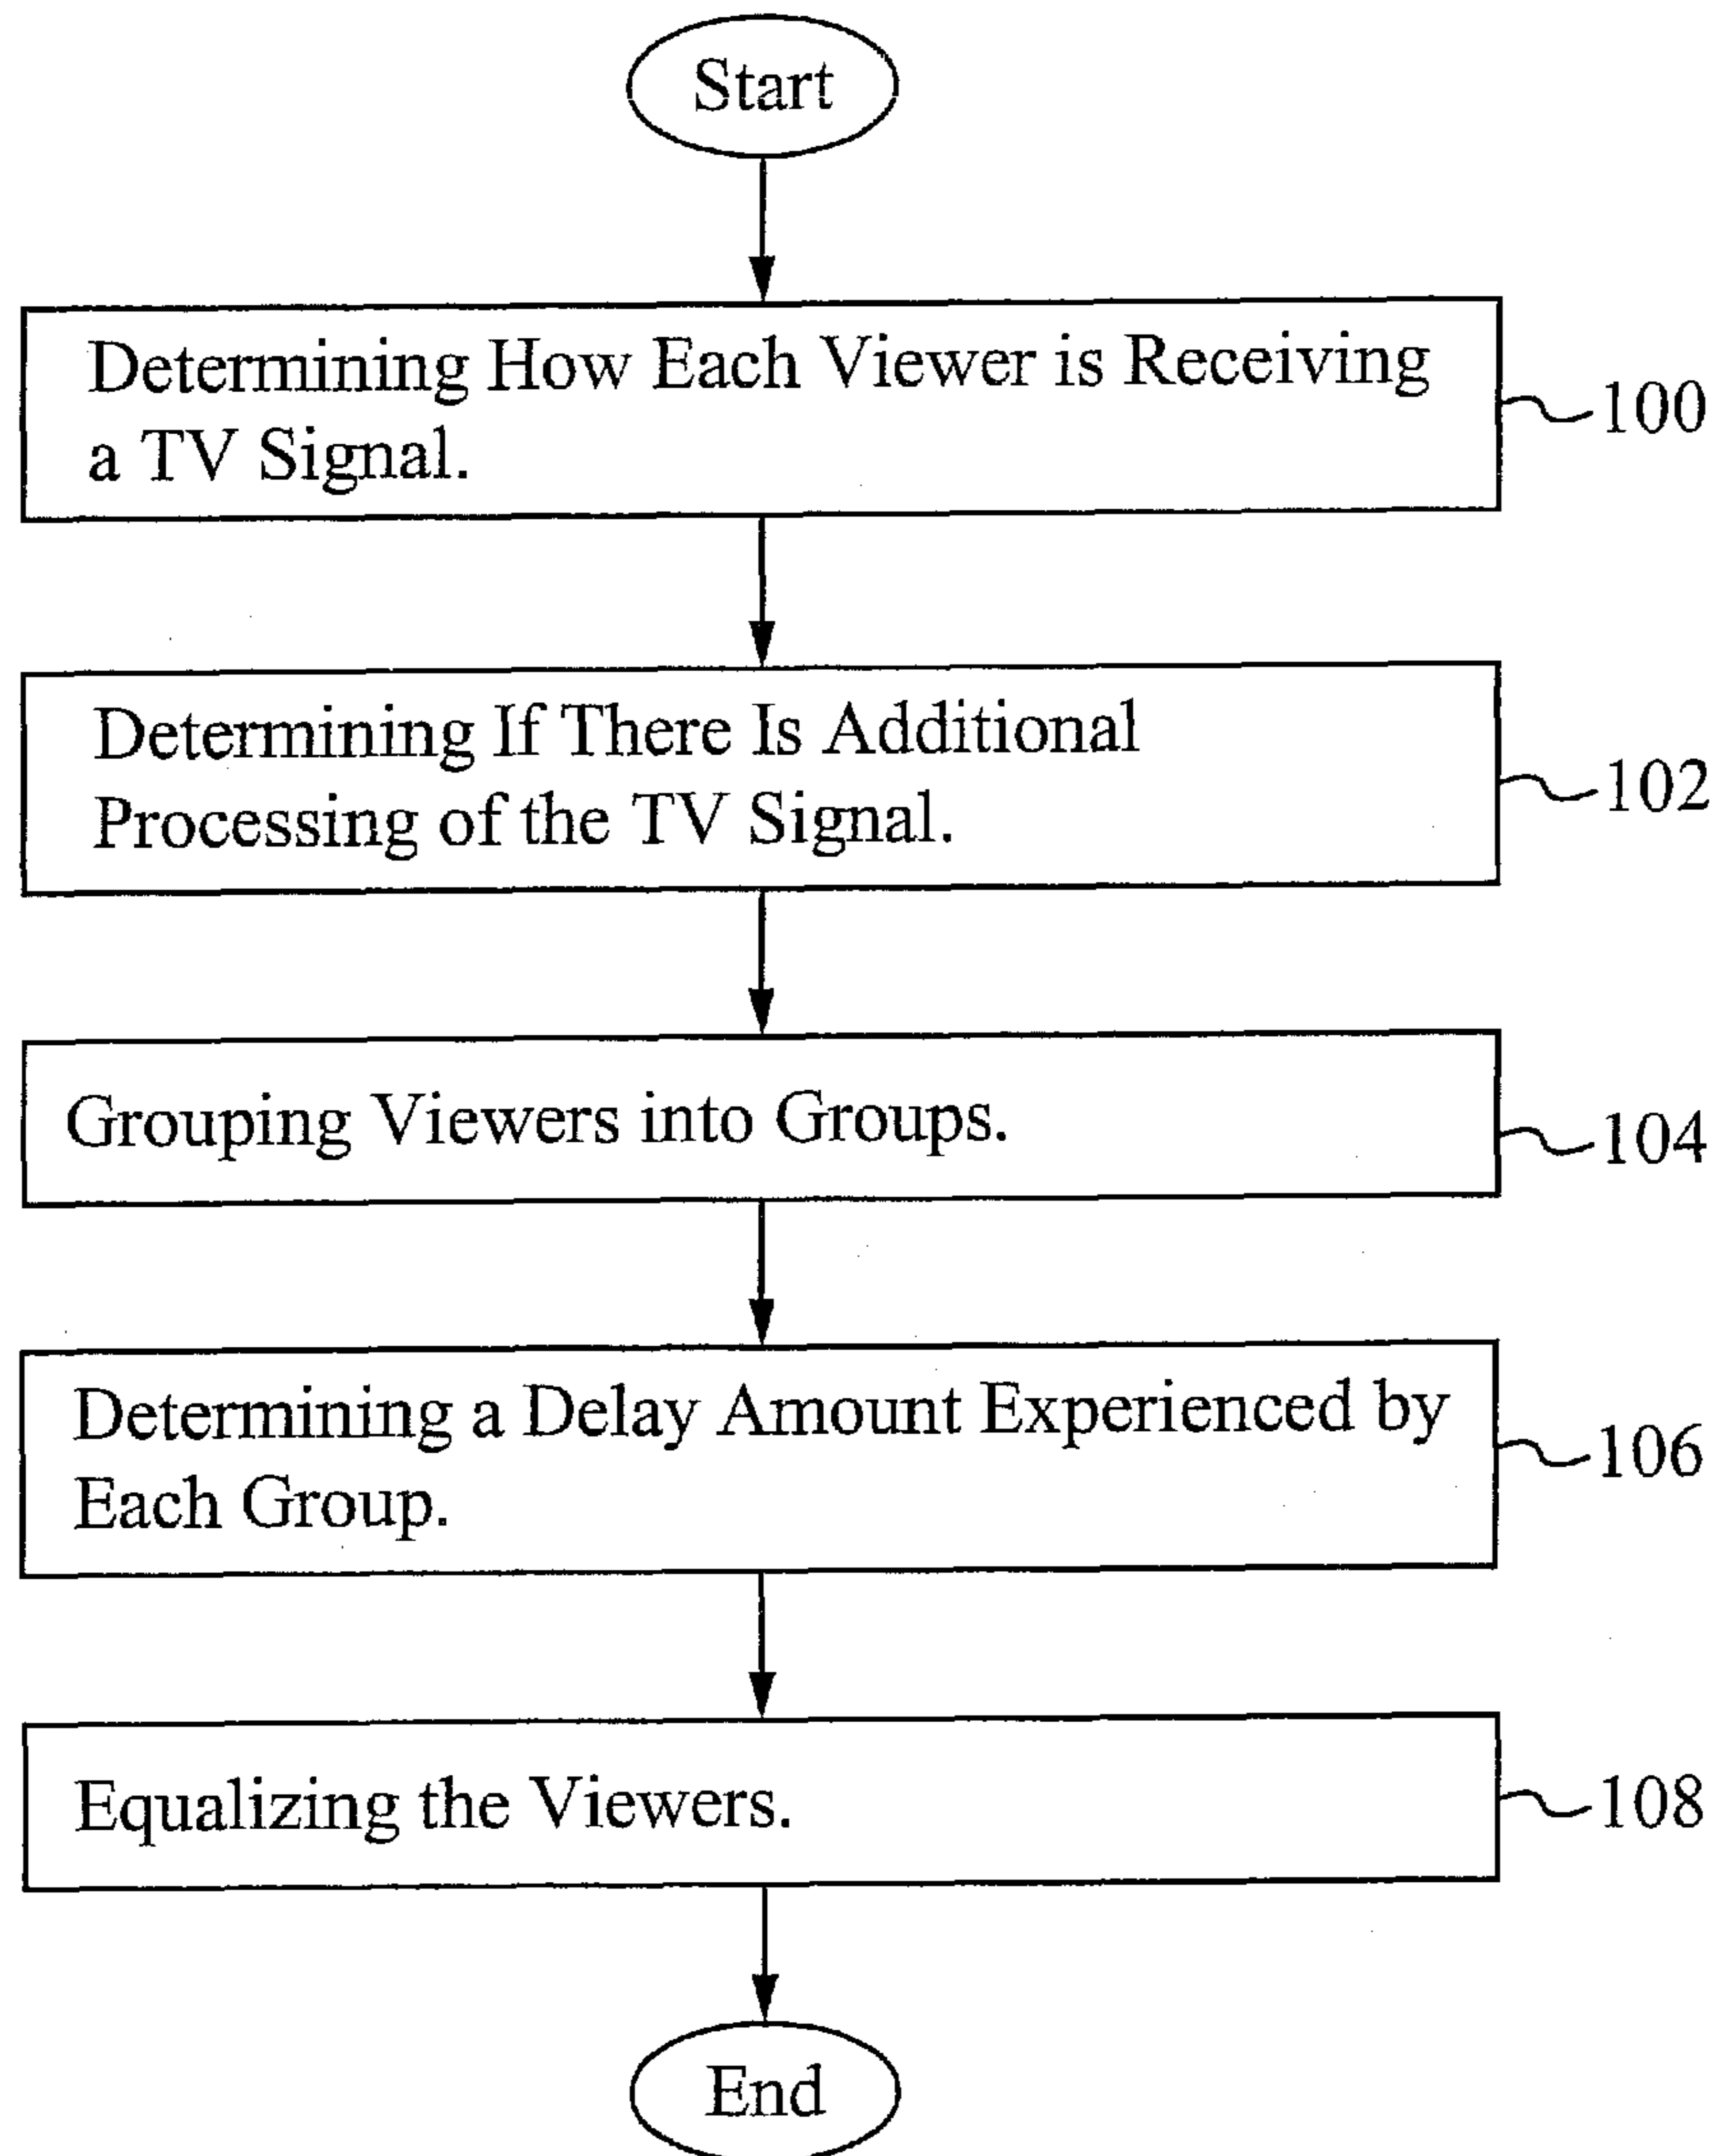 Start
Determining How Each Viewer is Receiving
a TV Signal.
100
Determining If There Is Additional
Processing of the TV Signal.
102
Grouping Viewers into Groups.
104
Determining a Delay Amount Experienced by
Each Group.
106
Equalizing the Viewers.
108
End